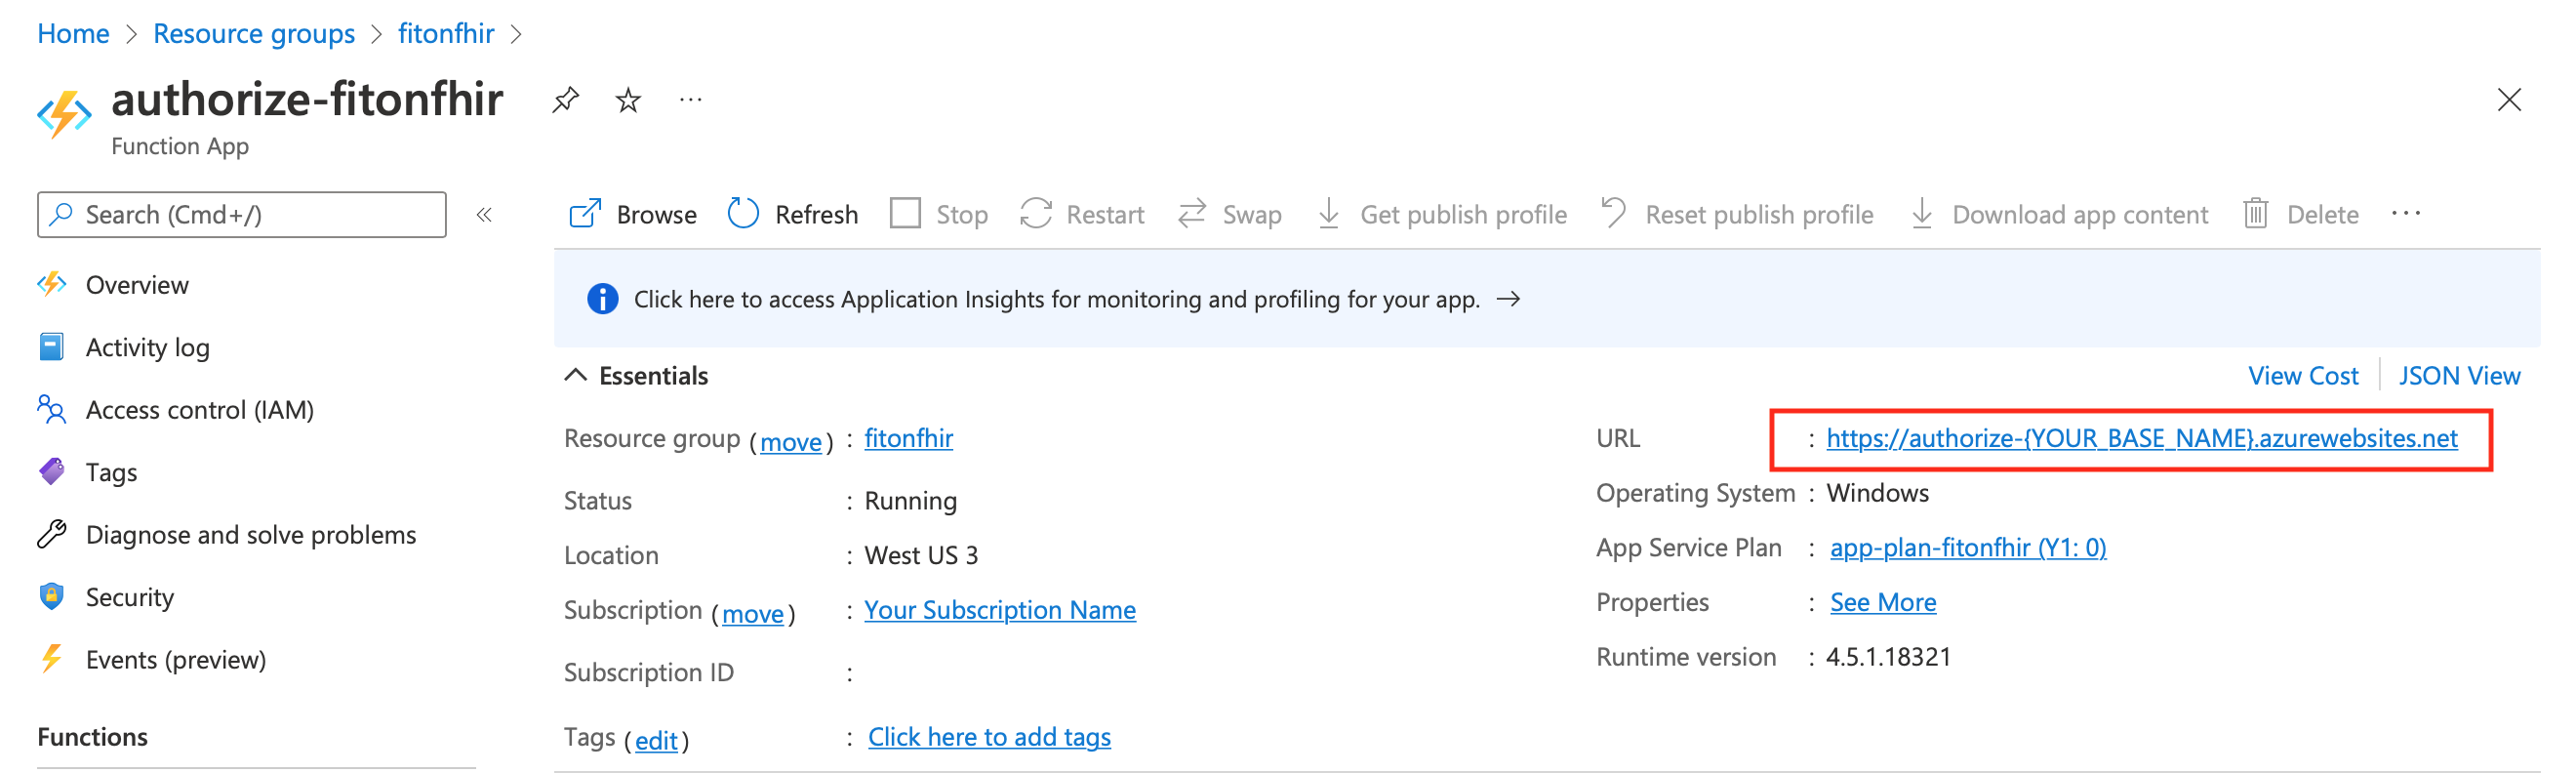 Home > Resource groups > fitonfhir >
authorize-fitonfhir ...
Function App
Search (Cmd+/) «
Browse Refresh Stop Restart Swap Get publish profile Reset publish profile Download app content Delete ...
Overview
Activity log
Access control (IAM)
Tags
Diagnose and solve problems
Security
Events (preview)
Functions
Click here to access Application Insights for monitoring and profiling for your app. →
Essentials
View Cost JSON View
Resource group (move) : fitonfhir
Status : Running
Location : West US 3
Subscription (move) : Your Subscription Name
Subscription ID :
Tags (edit) : Click here to add tags
URL : https://authorize-{YOUR_BASE_NAME}.azurewebsites.net
Operating System : Windows
App Service Plan : app-plan-fitonfhir (Y1: 0)
Properties : See More
Runtime version : 4.5.1.18321